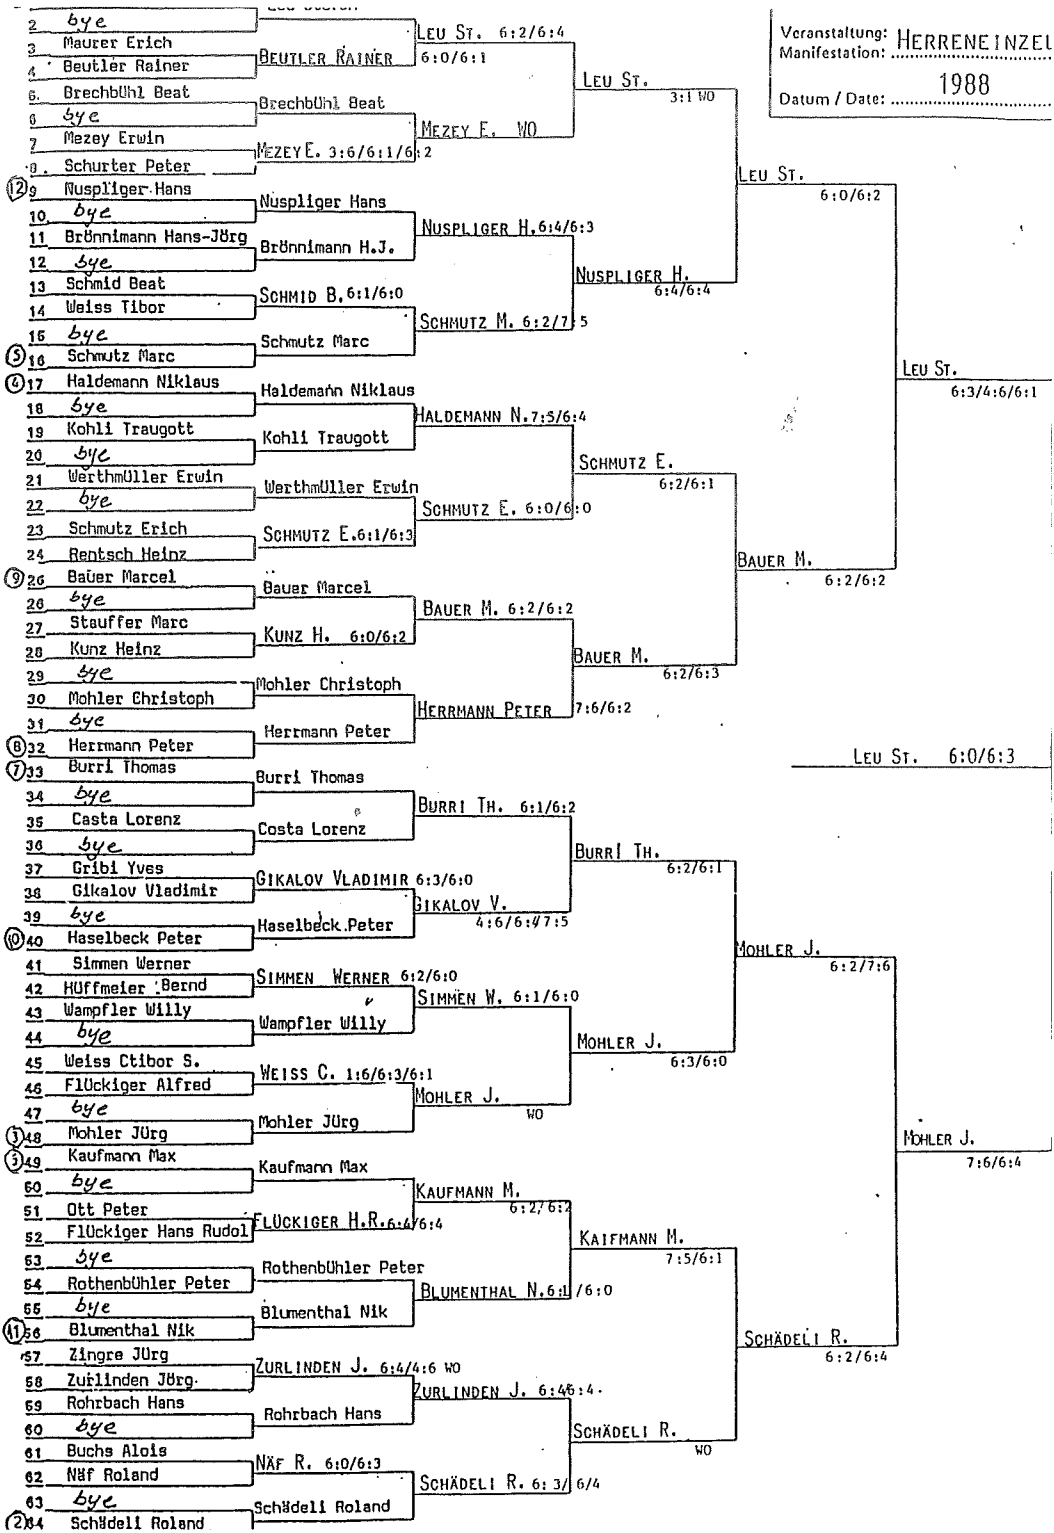 Veranstaltung: HERRENEINZEL
Manifestation:
1988
Datum / Date:
2 bye
3 Maurer Erich
4 Beutler Rainer
5. Brechbühl Beat
6 bye
7 Mezey Erwin
8. Schurter Peter
(12) 9 Nuspliger Hans
10 bye
11 Brönnimann Hans-Jörg
12 bye
13 Schmid Beat
14 Weiss Tibor
15 bye
(5) 16 Schmutz Marc
(4) 17 Haldemann Niklaus
18 bye
19 Kohli Traugott
20 bye
21 Werthmüller Erwin
22 bye
23 Schmutz Erich
24 Rentsch Heinz
(9) 26 Bauer Marcel
26 bye
27 Stauffer Marc
28 Kunz Heinz
29 bye
30 Mohler Christoph
31 bye
(8) 32 Herrmann Peter
(7) 33 Burri Thomas
34 bye
35 Casta Lorenz
36 bye
37 Gribi Yves
38 Gikalov Vladimir
39 bye
(10) 40 Haselbeck Peter
41 Simmen Werner
42 Hüffmeier Bernd
43 Wampfler Willy
44 bye
45 Weiss Ctibor S.
46 Flückiger Alfred
47 bye
(3) 48 Mohler Jürg
(3) 49 Kaufmann Max
50 bye
51 Ott Peter
52 Flückiger Hans Rudol
53 bye
54 Rothenbühler Peter
55 bye
(11) 56 Blumenthal Nik
57 Zingre Jürg
58 Zurlinden Jörg
59 Rohrbach Hans
60 bye
61 Buchs Alois
62 Näf Roland
63 bye
(2) 64 Schädeli Roland
BEUTLER RAINER 6:0/6:1
Brechbühl Beat
MEZEY E. 3:6/6:1/6:2
Nuspliger Hans
Brönnimann H.J.
SCHMID B. 6:1/6:0
Schmutz Marc
Haldemann Niklaus
Kohli Traugott
Werthmüller Erwin
SCHMUTZ E. 6:1/6:3
Bauer Marcel
KUNZ H. 6:0/6:2
Mohler Christoph
Herrmann Peter
Burri Thomas
Costa Lorenz
GIKALOV VLADIMIR 6:3/6:0
Haselbeck Peter
SIMMEN WERNER 6:2/6:0
Wampfler Willy
WEISS C. 1:6/6:3/6:1
Mohler Jürg
Kaufmann Max
FLÜCKIGER H.R. 6:4/6:4
Rothenbühler Peter
Blumenthal Nik
ZURLINDEN J. 6:4/4:6 WO
Rohrbach Hans
NÄF R. 6:0/6:3
Schädeli Roland
LEU ST. 6:2/6:4
MEZEY E. WO
NUSPLIGER H. 6:4/6:3
SCHMUTZ M. 6:2/7:5
HALDEMANN N. 7:5/6:4
SCHMUTZ E. 6:0/6:0
BAUER M. 6:2/6:2
HERRMANN PETER 7:6/6:2
BURRI TH. 6:1/6:2
GIKALOV V.
4:6/6:4/7:5
SIMMEN W. 6:1/6:0
MOHLER J.
WO
KAUFMANN M.
6:2/6:2
BLUMENTHAL N. 6:1/6:0
ZURLINDEN J. 6:4 6:4
SCHÄDELI R. 6:3/6/4
LEU ST.
3:1 WO
NUSPLIGER H.
6:4/6:4
SCHMUTZ E.
6:2/6:1
BAUER M.
6:2/6:3
BURRI TH.
6:2/6:1
MOHLER J.
6:3/6:0
KAIFMANN M.
7:5/6:1
SCHÄDELI R.
WO
LEU ST.
6:0/6:2
BAUER M.
6:2/6:2
MOHLER J.
6:2/7:6
SCHÄDELI R.
6:2/6:4
LEU ST.
6:3/4:6/6:1
MOHLER J.
7:6/6:4
LEU ST. 6:0/6:3